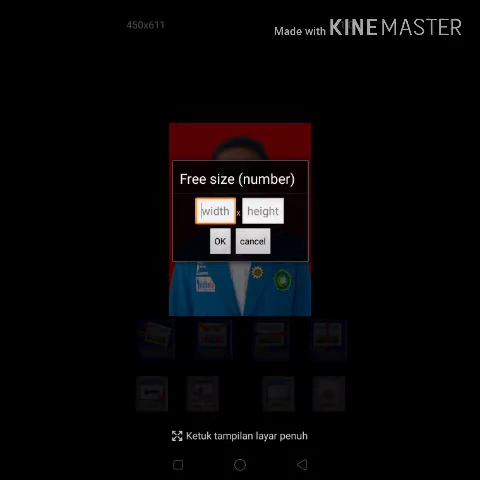 450x611
Made with KINEMASTER
Free size (number)
width x height
OK cancel
Ketuk tampilan layar penuh